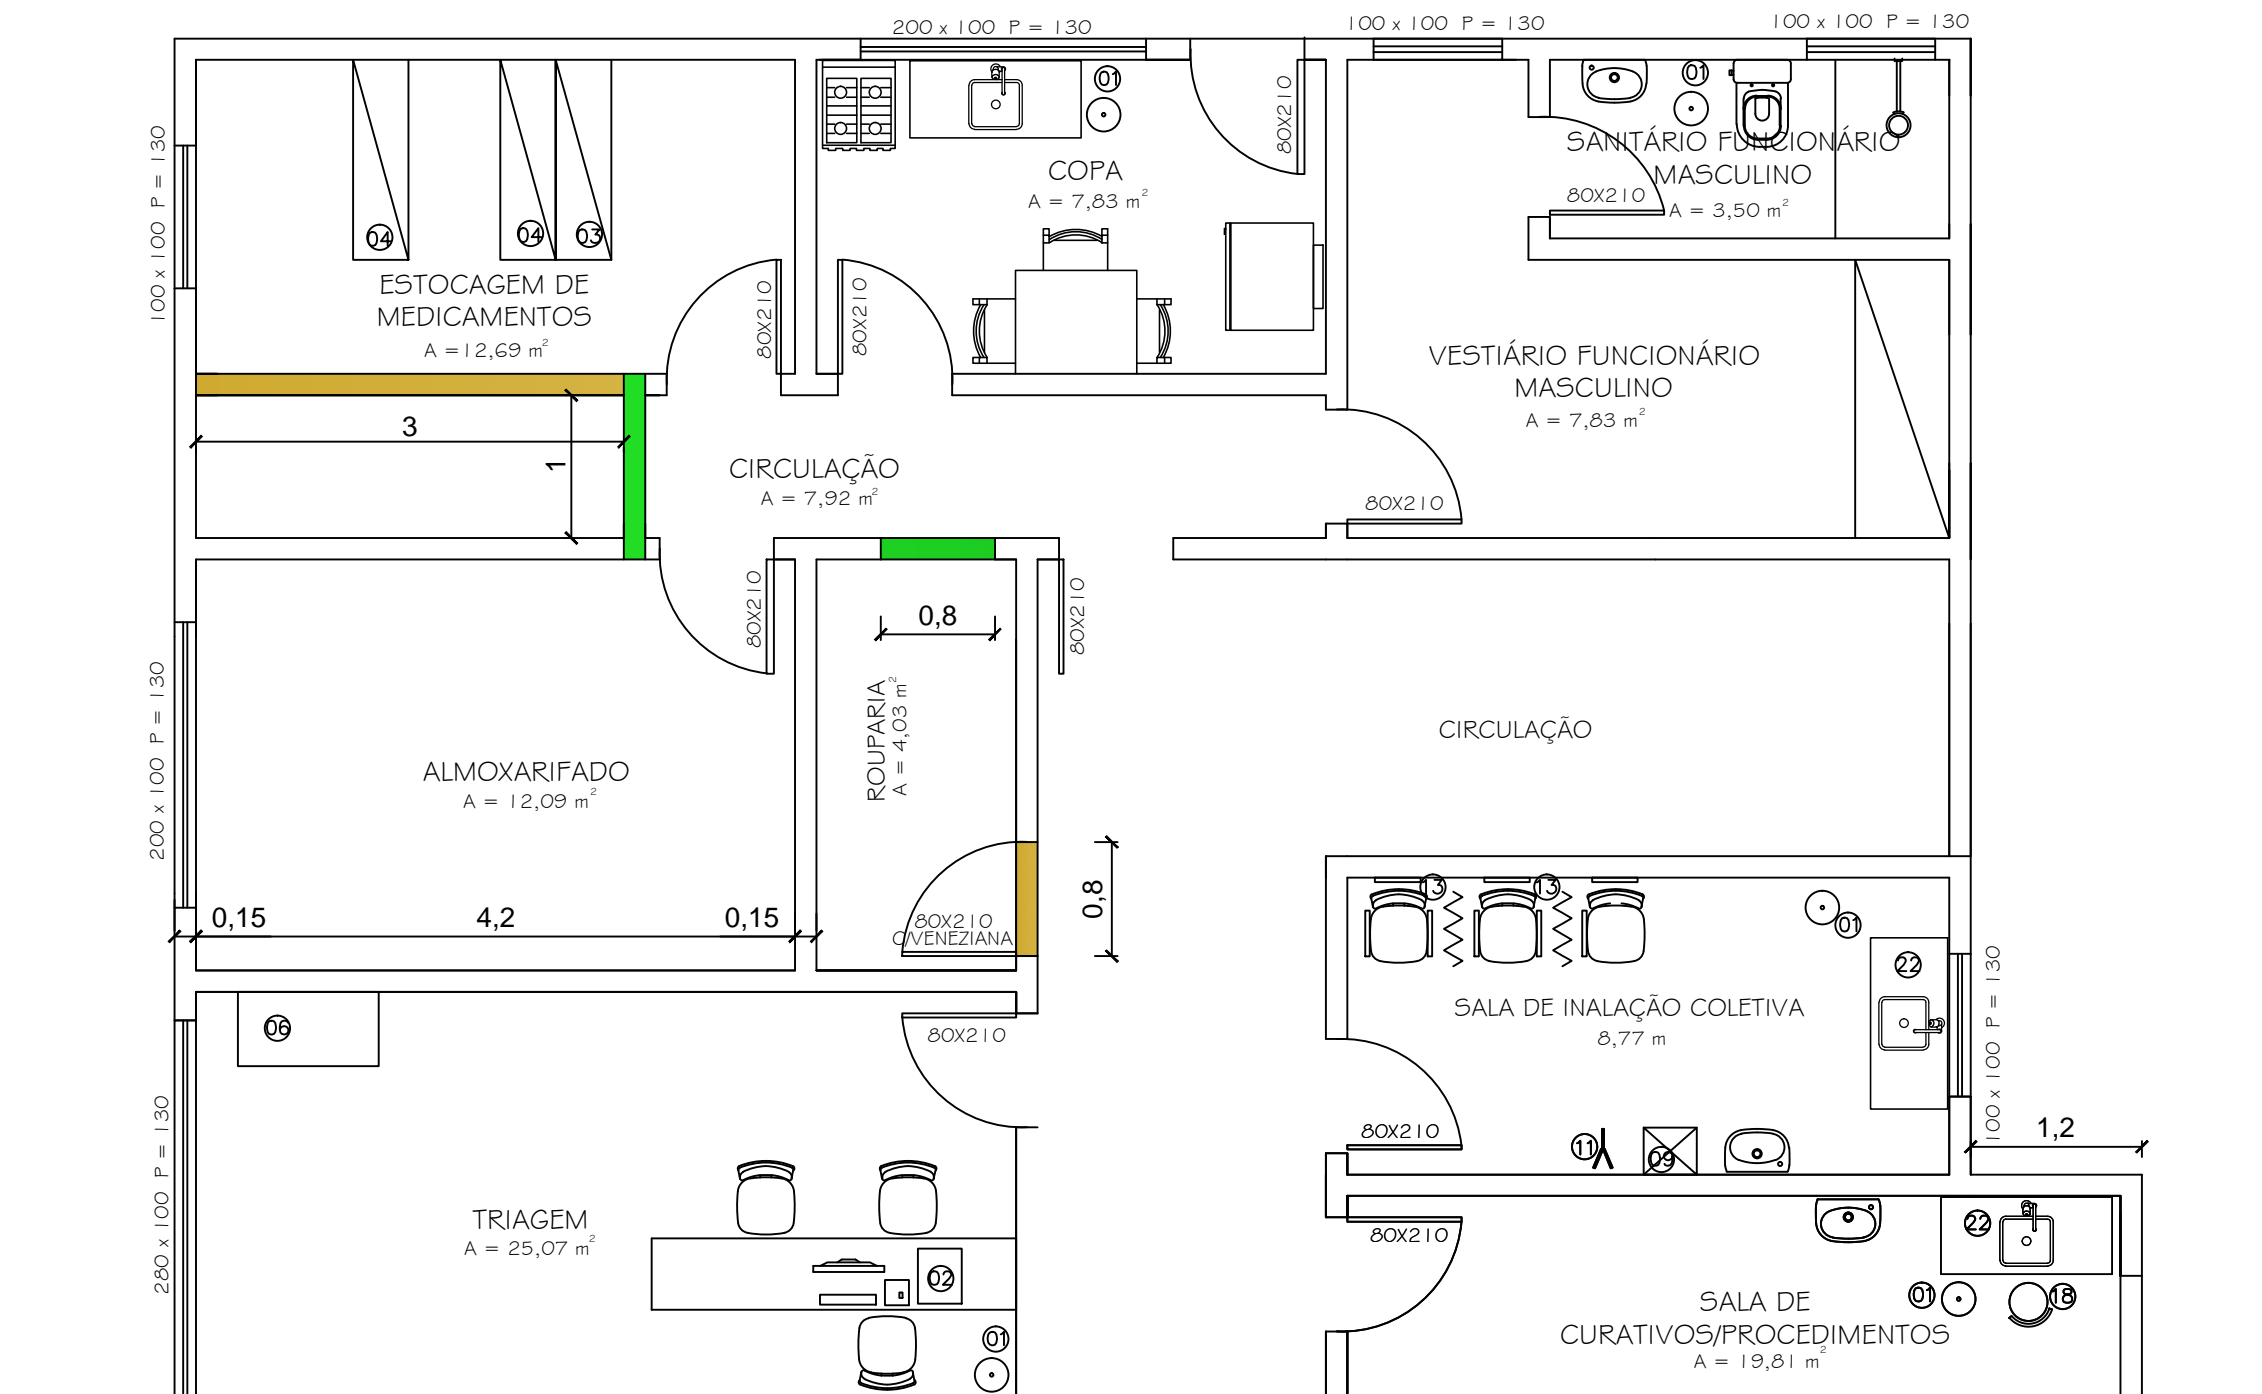 200 x 100 P = 130
100 x 100 P = 130
100 x 100 P = 130
100 x 100 P = 130
01
80X210
01
SANITÁRIO FUNCIONÁRIO
MASCULINO
80X210
A = 3,50 m²
COPA
A = 7,83 m²
04
04
03
ESTOCAGEM DE
MEDICAMENTOS
A =12,69 m²
80X210
80X210
VESTIÁRIO FUNCIONÁRIO
MASCULINO
A = 7,83 m²
3
1
CIRCULAÇÃO
A = 7,92 m²
80X210
80X210
0,8
80X210
200 x 100 P = 130
ROUPARIA
A = 4,03 m²
CIRCULAÇÃO
ALMOXARIFADO
A = 12,09 m²
0,15
4,2
0,15
80X210
C/VENEZIANA
0,8
13
13
01
22
100 x 100 P = 130
SALA DE INALAÇÃO COLETIVA
8,77 m
06
80X210
80X210
11
09
1,2
280 x 100 P = 130
TRIAGEM
A = 25,07 m²
80X210
22
02
01
18
SALA DE
CURATIVOS/PROCEDIMENTOS
A = 19,81 m²
01